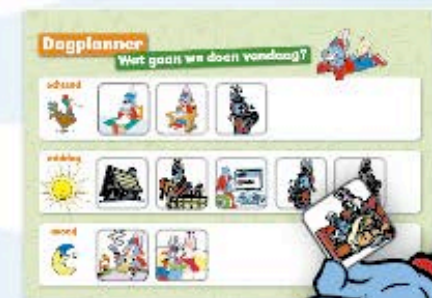 Dagplanner
Wat gaan we doen vandaag?
ochtend
middag
avond